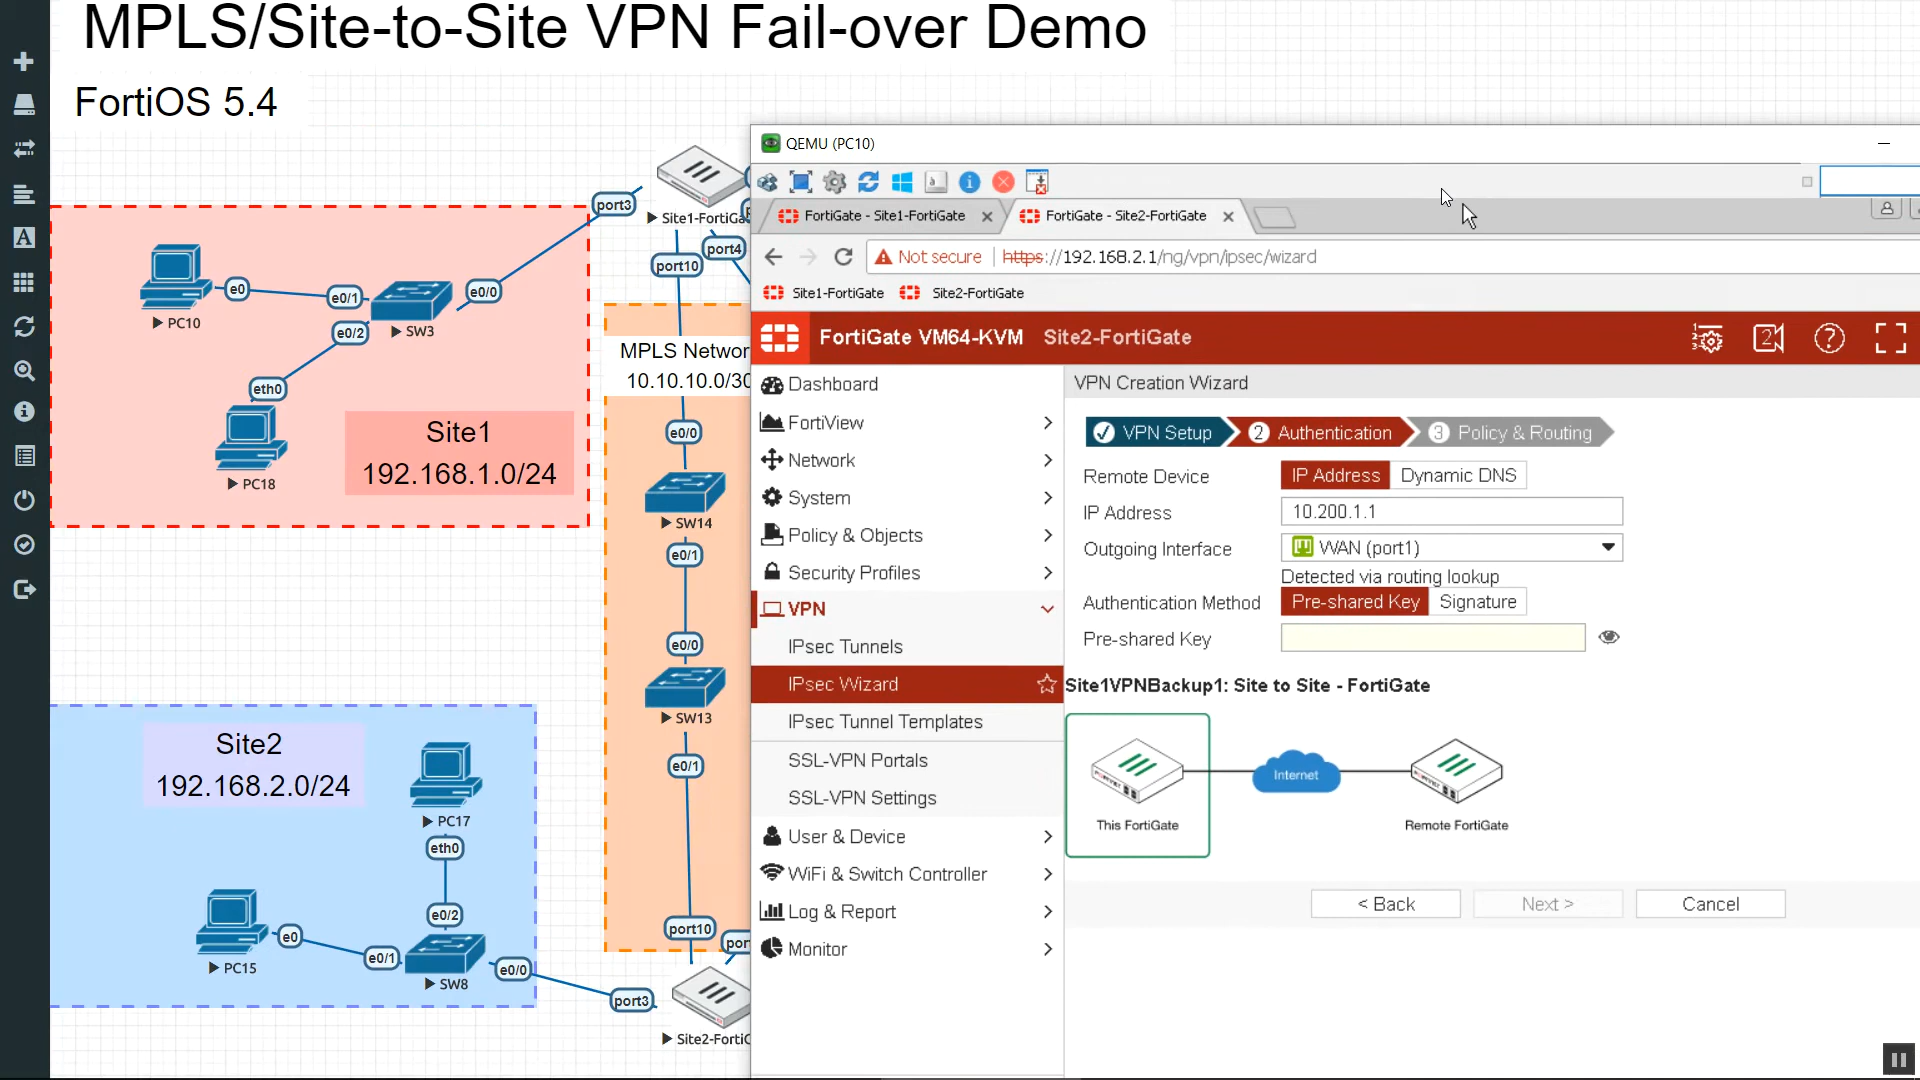 MPLS/Site-to-Site VPN Fail-over Demo
FortiOS 5.4
port3
Site1-FortiGa
port4
port10
PC10
e0
e0/1
SW3
e0/0
e0/2
eth0
PC18
Site1
192.168.1.0/24
MPLS Networ
10.10.10.0/30
e0/0
SW14
e0/1
e0/0
SW13
e0/1
port10
por
Site2
192.168.2.0/24
PC17
eth0
e0/2
PC15
e0
e0/1
SW8
e0/0
port3
Site2-FortiG
QEMU (PC10)
FortiGate - Site1-FortiGate
FortiGate - Site2-FortiGate
Not secure
https://192.168.2.1/ng/vpn/ipsec/wizard
Site1-FortiGate
Site2-FortiGate
FortiGate VM64-KVM Site2-FortiGate
Dashboard
FortiView
Network
System
Policy & Objects
Security Profiles
VPN
IPsec Tunnels
IPsec Wizard
IPsec Tunnel Templates
SSL-VPN Portals
SSL-VPN Settings
User & Device
WiFi & Switch Controller
Log & Report
Monitor
VPN Creation Wizard
VPN Setup
2 Authentication
3 Policy & Routing
Remote Device IP Address Dynamic DNS
IP Address 10.200.1.1
Outgoing Interface WAN (port1)
Detected via routing lookup
Authentication Method Pre-shared Key Signature
Pre-shared Key
Site1VPNBackup1: Site to Site - FortiGate
Internet
This FortiGate
Remote FortiGate
< Back
Next >
Cancel